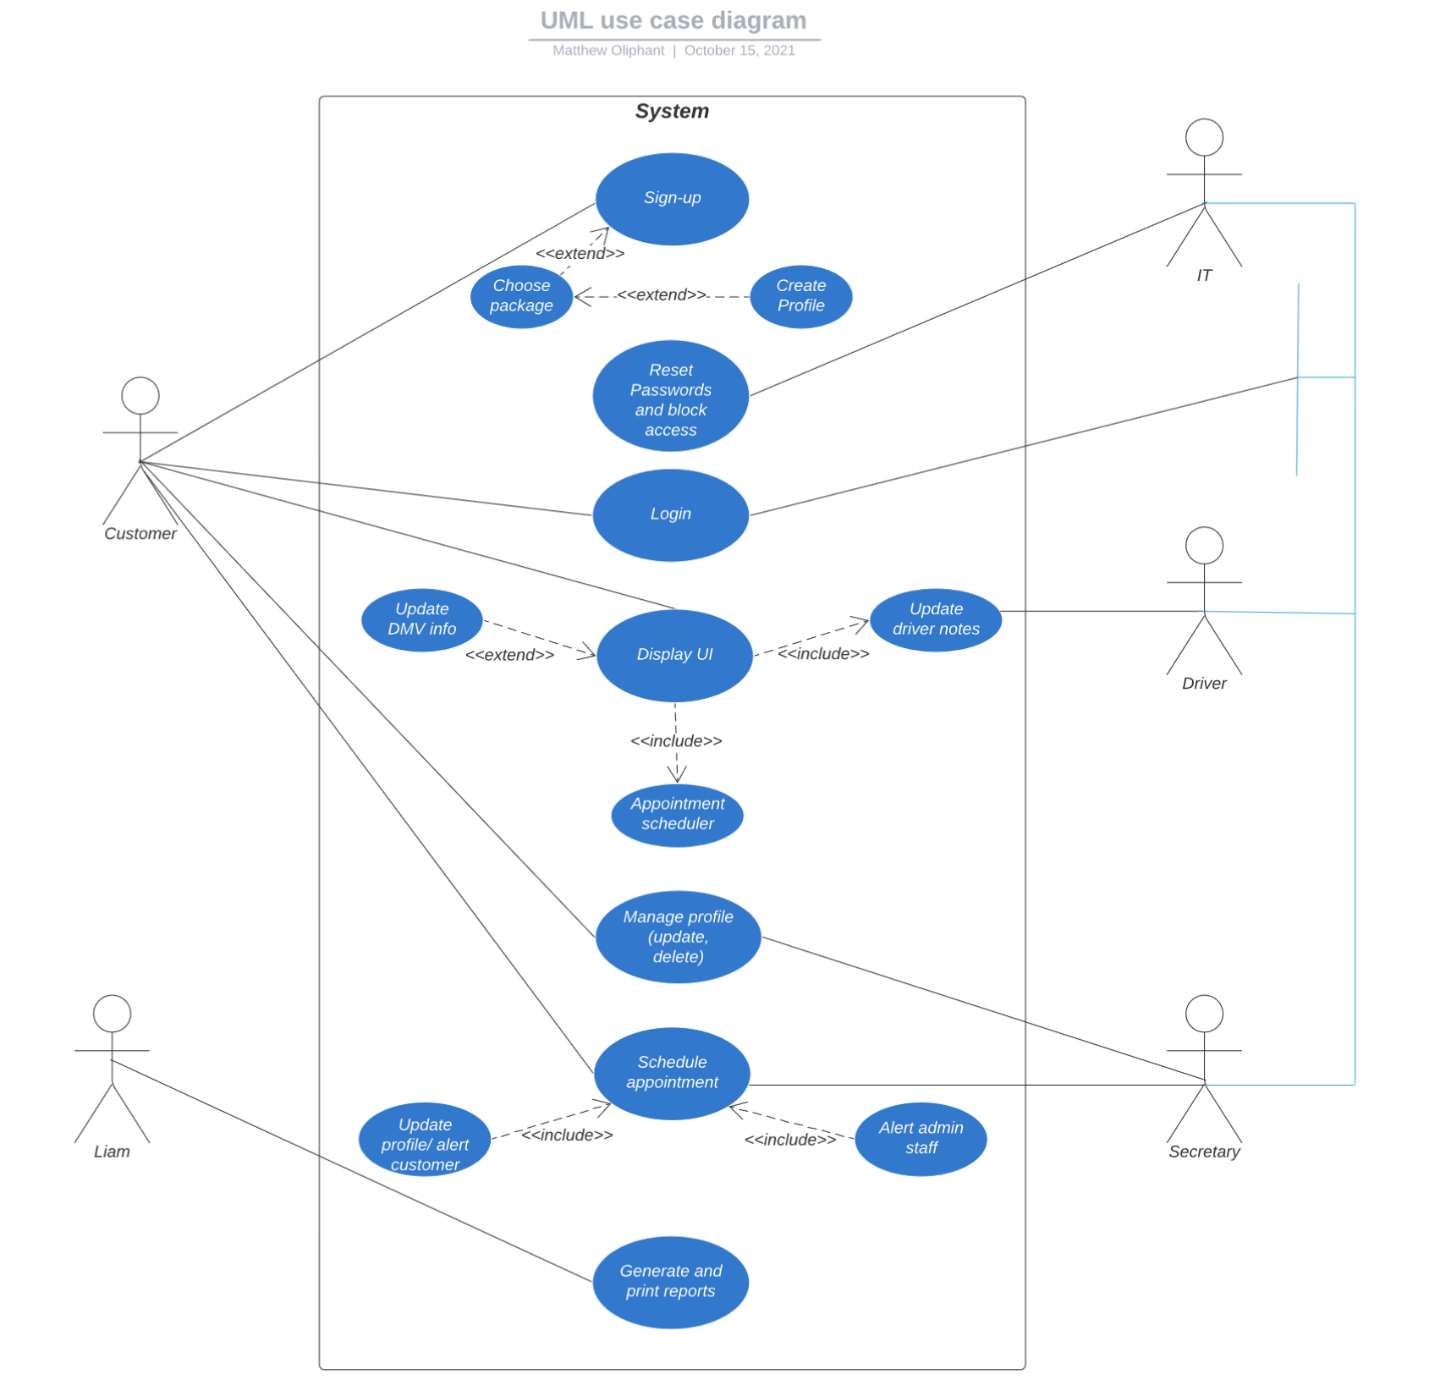 UML use case diagram
Matthew Oliphant | October 15, 2021
System
Sign-up
<<extend>>
Choose
package
<<extend>>
Create
Profile
IT
Reset
Passwords
and block
access
Customer
Login
Update
DMV info
<<extend>>
Display UI
<<include>>
Update
driver notes
Driver
<<include>>
Appointment
scheduler
Manage profile
(update,
delete)
Liam
Schedule
appointment
Secretary
Update
profile/ alert
customer
<<include>>
<<include>>
Alert admin
staff
Generate and
print reports